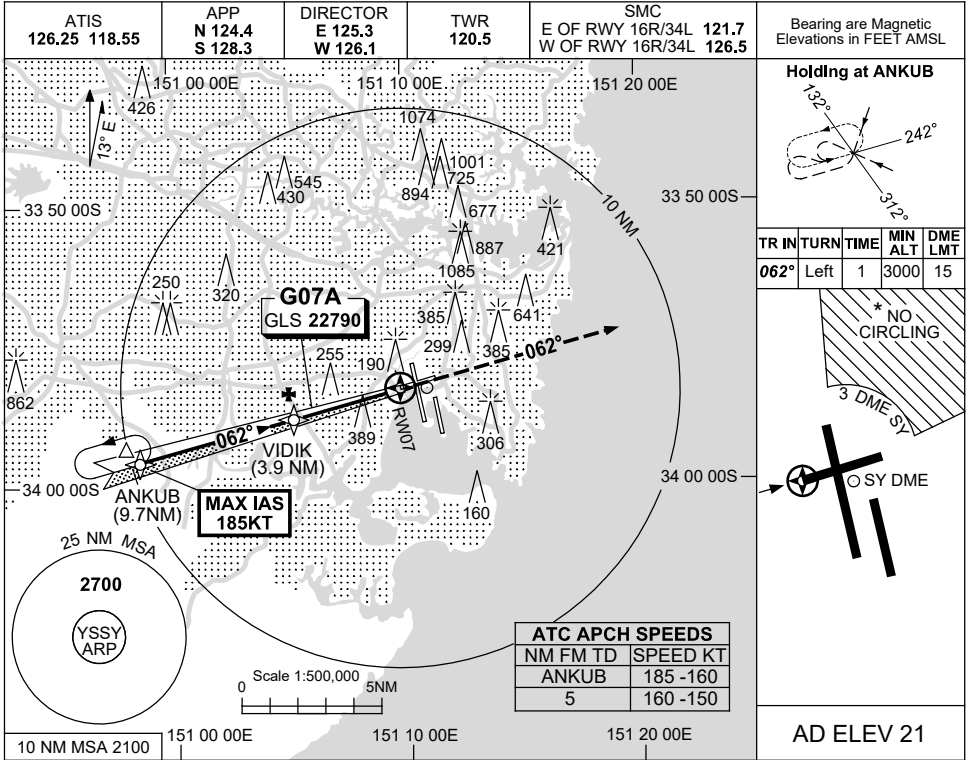 ATIS
126.25 118.55
APP
N 124.4
S 128.3
DIRECTOR
E 125.3
W 126.1
TWR
120.5
SMC
E OF RWY 16R/34L 121.7
W OF RWY 16R/34L 126.5
Bearing are Magnetic
Elevations in FEET AMSL
151 00 00E
151 10 00E
151 20 00E
426
13° E
1074
1001
725
894
545
430
677
33 50 00S
33 50 00S
10 NM
887
421
1085
320
250
G07A
GLS 22790
385
641
299
385
255
190
062°
862
389
RW07
306
062°
VIDIK
(3.9 NM)
34 00 00S
34 00 00S
ANKUB
(9.7NM)
MAX IAS
185KT
160
25 NM MSA
2700
YSSY
ARP
Scale 1:500,000
0
5NM
ATC APCH SPEEDS
NM FM TD SPEED KT
ANKUB 185 -160
5 160 -150
10 NM MSA 2100
151 00 00E
151 10 00E
151 20 00E
Holding at ANKUB
132°
242°
312°
TR IN TURN TIME MIN ALT DME LMT
062° Left 1 3000 15
* NO
CIRCLING
3 DME SY
SY DME
AD ELEV 21